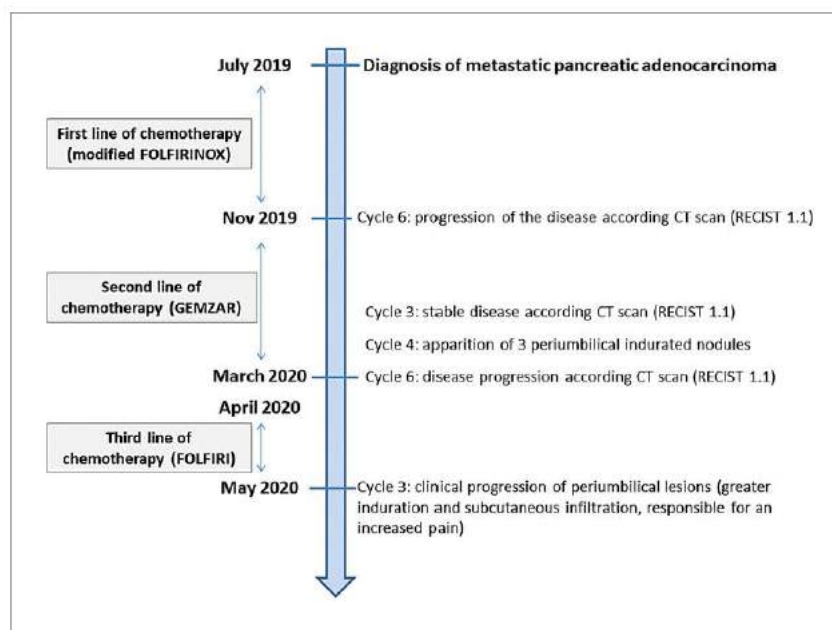 July 2019
Diagnosis of metastatic pancreatic adenocarcinoma
First line of chemotherapy
(modified FOLFIRINOX)
Nov 2019
Cycle 6: progression of the disease according CT scan (RECIST 1.1)
Second line of
chemotherapy (GEMZAR)
Cycle 3: stable disease according CT scan (RECIST 1.1)
Cycle 4: apparition of 3 periumbilical indurated nodules
March 2020
Cycle 6: disease progression according CT scan (RECIST 1.1)
April 2020
Third line of
chemotherapy (FOLFIRI)
May 2020
Cycle 3: clinical progression of periumbilical lesions (greater
induration and subcutaneous infiltration, responsible for an
increased pain)